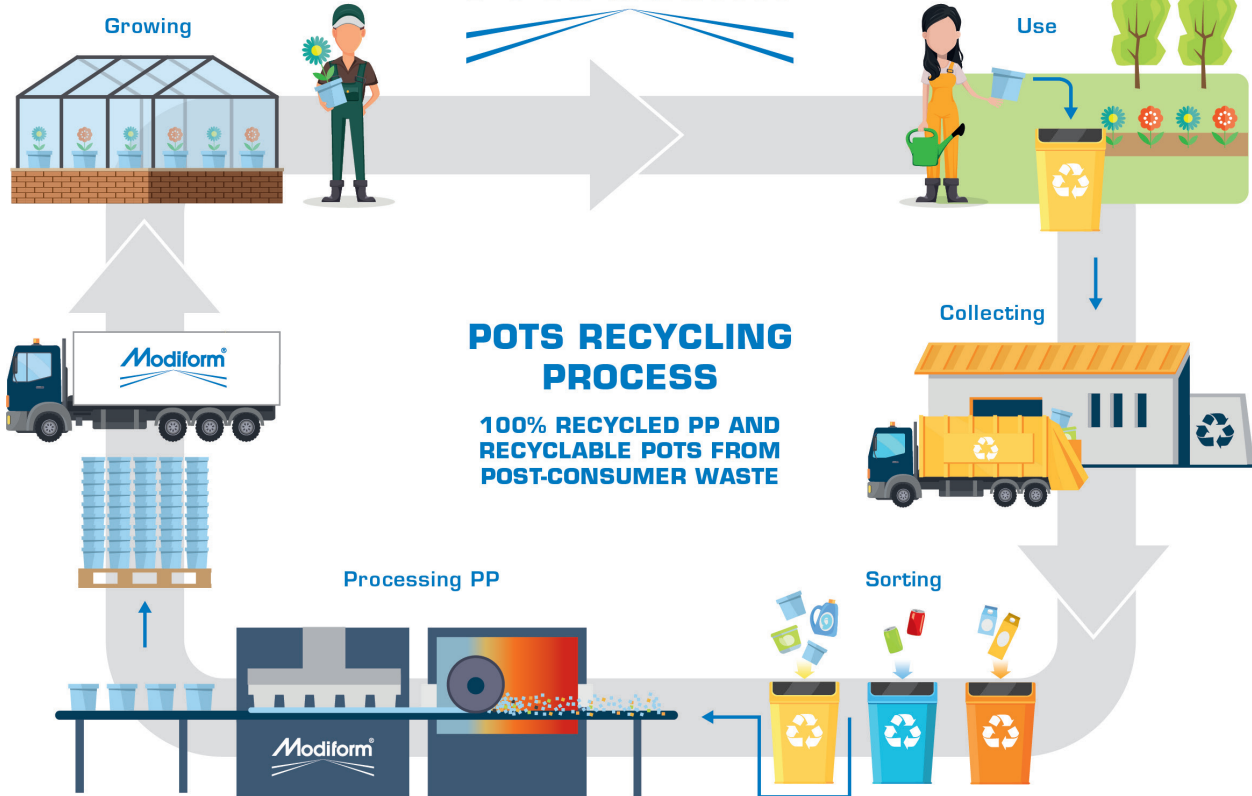 Growing
Use
Collecting
Modiform®
POTS RECYCLING
PROCESS
100% RECYCLED PP AND
RECYCLABLE POTS FROM
POST-CONSUMER WASTE
Processing PP
Sorting
Modiform®